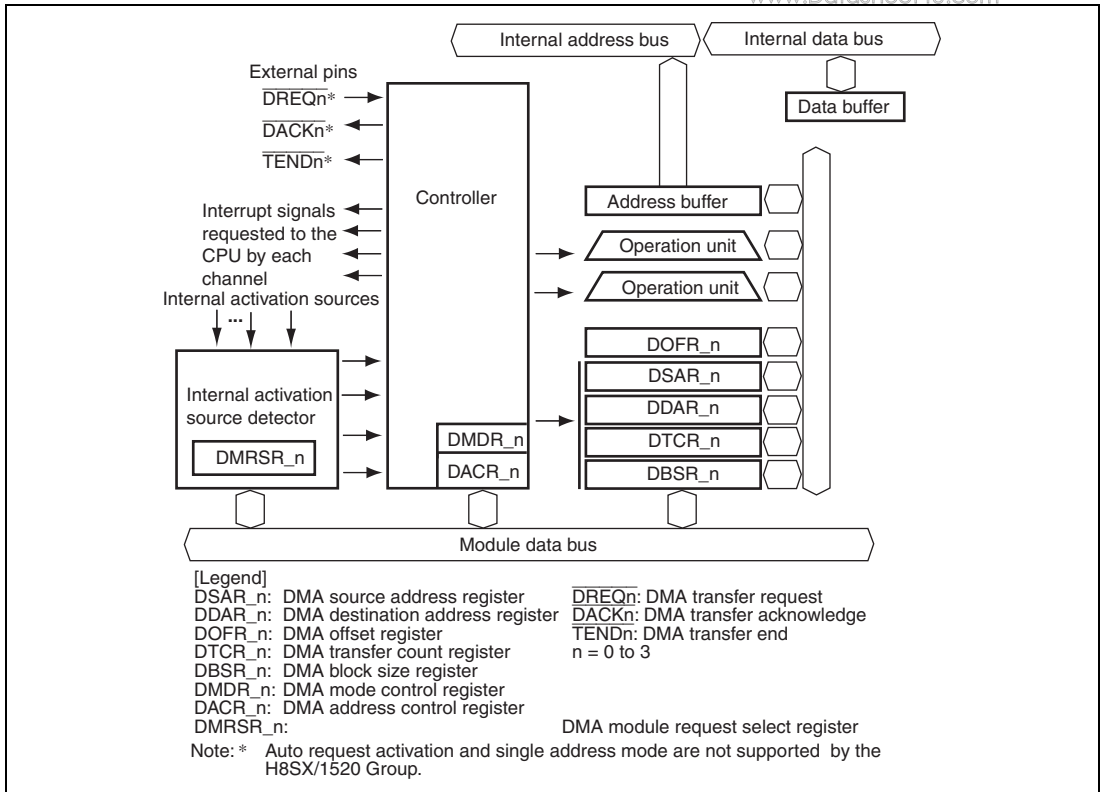 www.DataSheet4U.com
Internal address bus
Internal data bus
External pins
DREQn*
DACKn*
TENDn*
Data buffer
Controller
Address buffer
Interrupt signals
requested to the
CPU by each
channel
Operation unit
Operation unit
Internal activation sources
...
DOFR_n
DSAR_n
Internal activation
source detector
DDAR_n
DMDR_n
DTCR_n
DMRSR_n
DACR_n
DBSR_n
Module data bus
[Legend]
DSAR_n: DMA source address register
DREQn: DMA transfer request
DDAR_n: DMA destination address register
DACKn: DMA transfer acknowledge
DOFR_n: DMA offset register
TENDn: DMA transfer end
DTCR_n: DMA transfer count register
n = 0 to 3
DBSR_n: DMA block size register
DMDR_n: DMA mode control register
DACR_n: DMA address control register
DMRSR_n: DMA module request select register
Note: * Auto request activation and single address mode are not supported by the
H8SX/1520 Group.